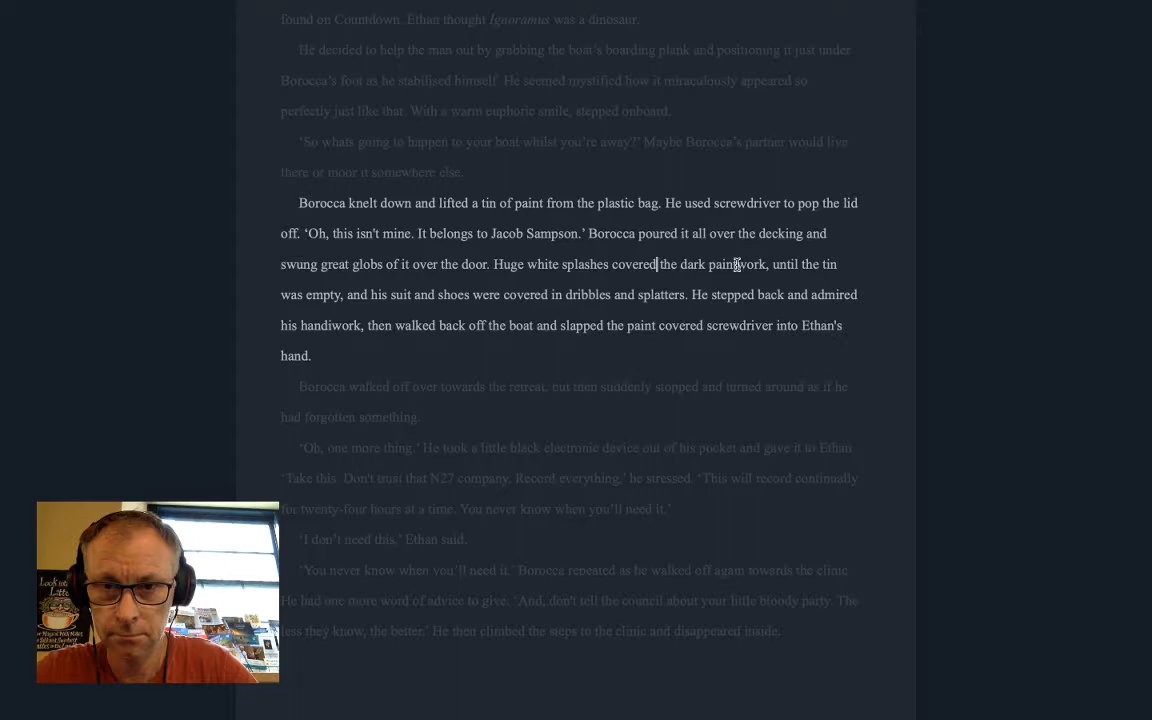 found on Countdown. Ethan thought Ignoramus was a dinosaur.
He decided to help the man out by grabbing the boat's boarding plank and positioning it just under
Borocca's foot as he stabilised himself. He seemed mystified how it miraculously appeared so
perfectly just like that. With a warm euphoric smile, stepped onboard.
'So whats going to happen to your boat whilst you're away?' Maybe Borocca's partner would live
there or moor it somewhere else.
Borocca knelt down and lifted a tin of paint from the plastic bag. He used screwdriver to pop the lid
off. 'Oh, this isn't mine. It belongs to Jacob Sampson.' Borocca poured it all over the decking and
swung great globs of it over the door. Huge white splashes covered the dark paintwork, until the tin
was empty, and his suit and shoes were covered in dribbles and splatters. He stepped back and admired
his handiwork, then walked back off the boat and slapped the paint covered screwdriver into Ethan's
hand.
Borocca walked off over towards the retreat, but then suddenly stopped and turned around as if he
had forgotten something.
'Oh, one more thing.' He took a little black electronic device out of his pocket and gave it to Ethan
'Take this. Don't trust that N27 company. Record everything,' he stressed. 'This will record continually
for twenty-four hours at a time. You never know when you'll need it.'
'I don't need this,' Ethan said.
'You never know when you'll need it.' Borocca repeated as he walked off again towards the clinic
He had one more word of advice to give. 'And, don't tell the council about your little bloody party. The
less they know, the better.' He then climbed the steps to the clinic and disappeared inside.
Look into